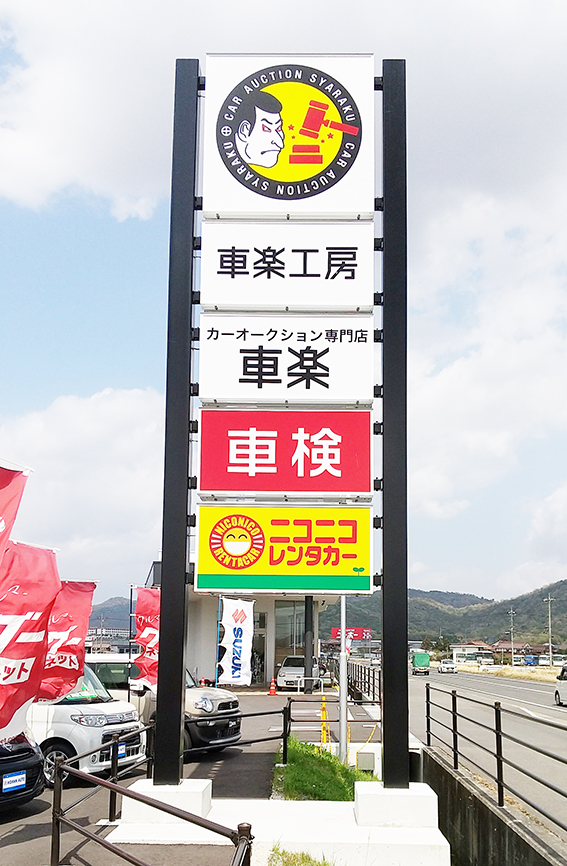 CAR AUCTION SYARAKU
CAR AUCTION SYARAKU
車楽工房
カーオークション専門店
車楽
車検
NICONICO
RENTACAR
ニコニコ
レンタカー
SUZUKI